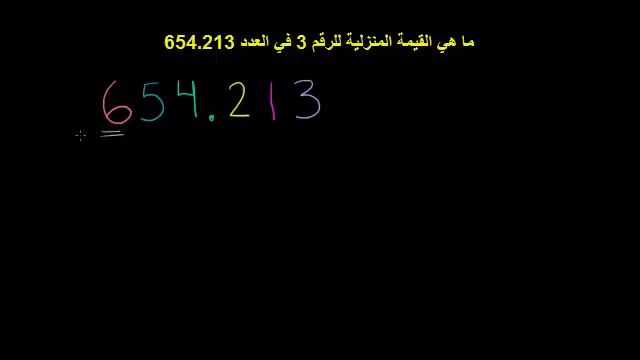 ما هي القيمة المنزلية للرقم 3 في العدد 654.213
654.213